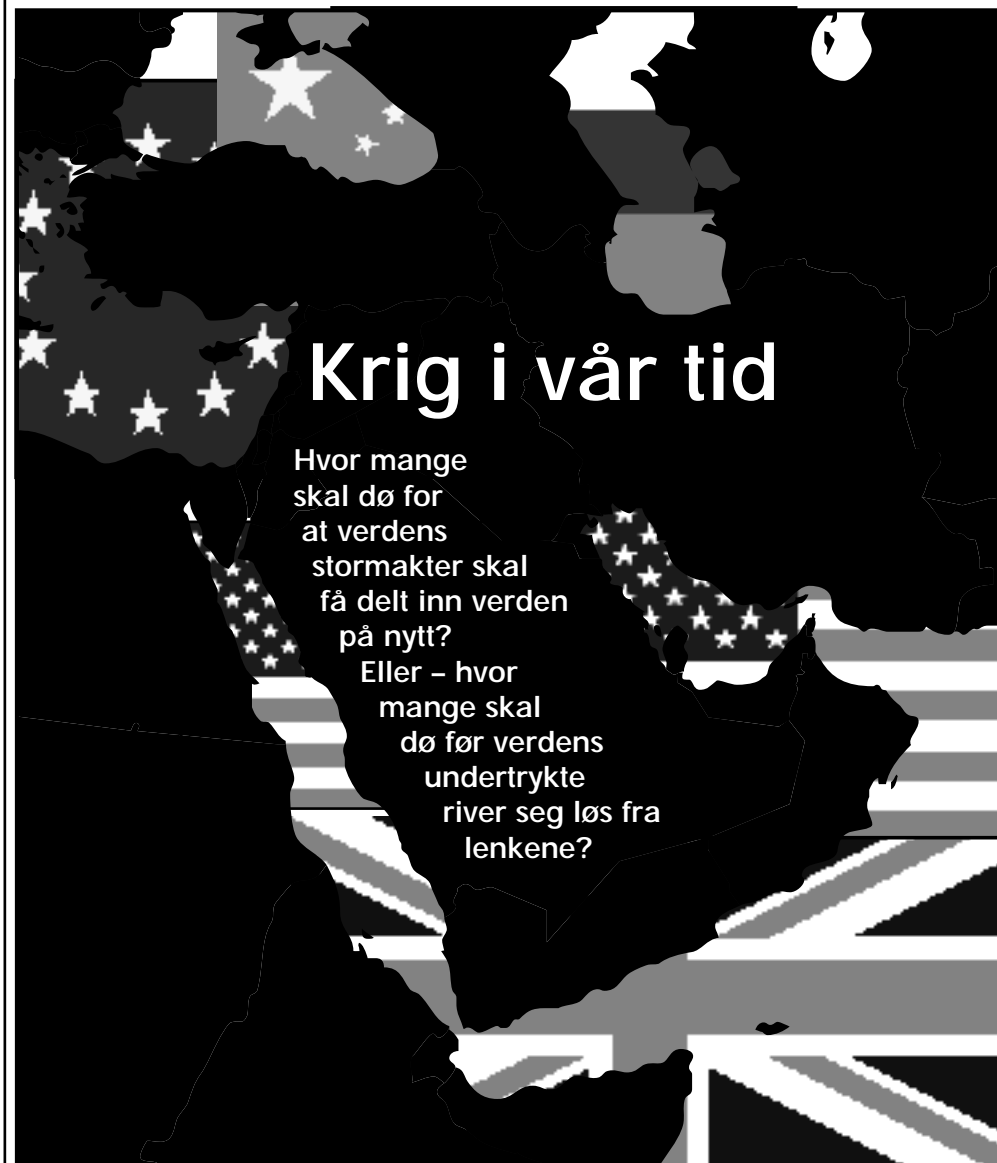 Krig i vår tid
Hvor mange
skal dø for
at verdens
stormakter skal
få delt inn verden
på nytt?
Eller – hvor
mange skal
dø før verdens
undertrykte
river seg løs fra
lenkene?